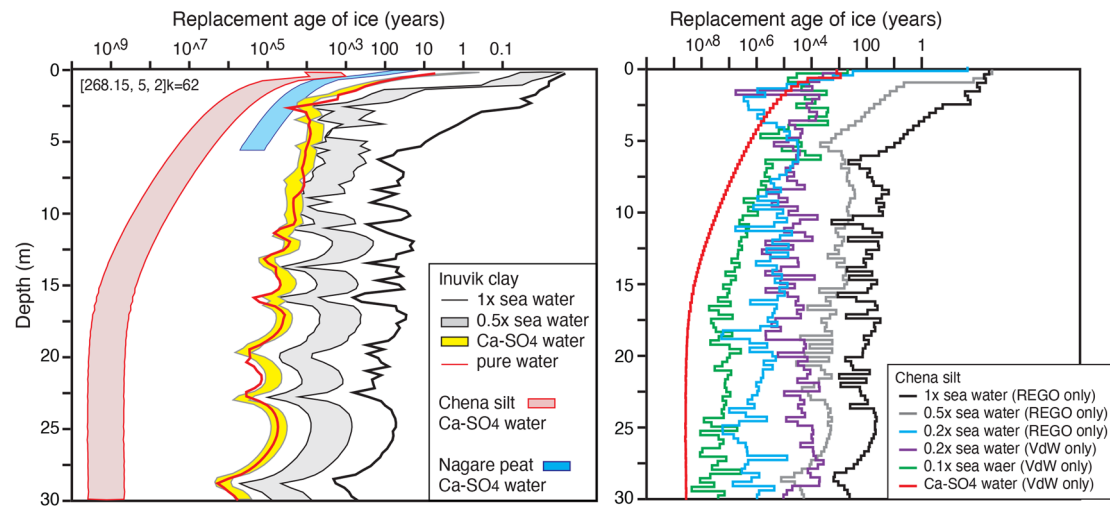 Replacement age of ice (years)
10^9 10^7 10^5 10^3 100 10 1 0.1
[268.15, 5, 2]k=62
0
5
10
15
20
25
30
Depth (m)
Inuvik clay
1x sea water
0.5x sea water
Ca-SO4 water
pure water
Chena silt
Ca-SO4 water
Nagare peat
Ca-SO4 water
Replacement age of ice (years)
10^8 10^6 10^4 100 1
0
5
10
15
20
25
30
Chena silt
1x sea water (REGO only)
0.5x sea water (REGO only)
0.2x sea water (REGO only)
0.2x sea water (VdW only)
0.1x sea waer (VdW only)
Ca-SO4 water (VdW only)